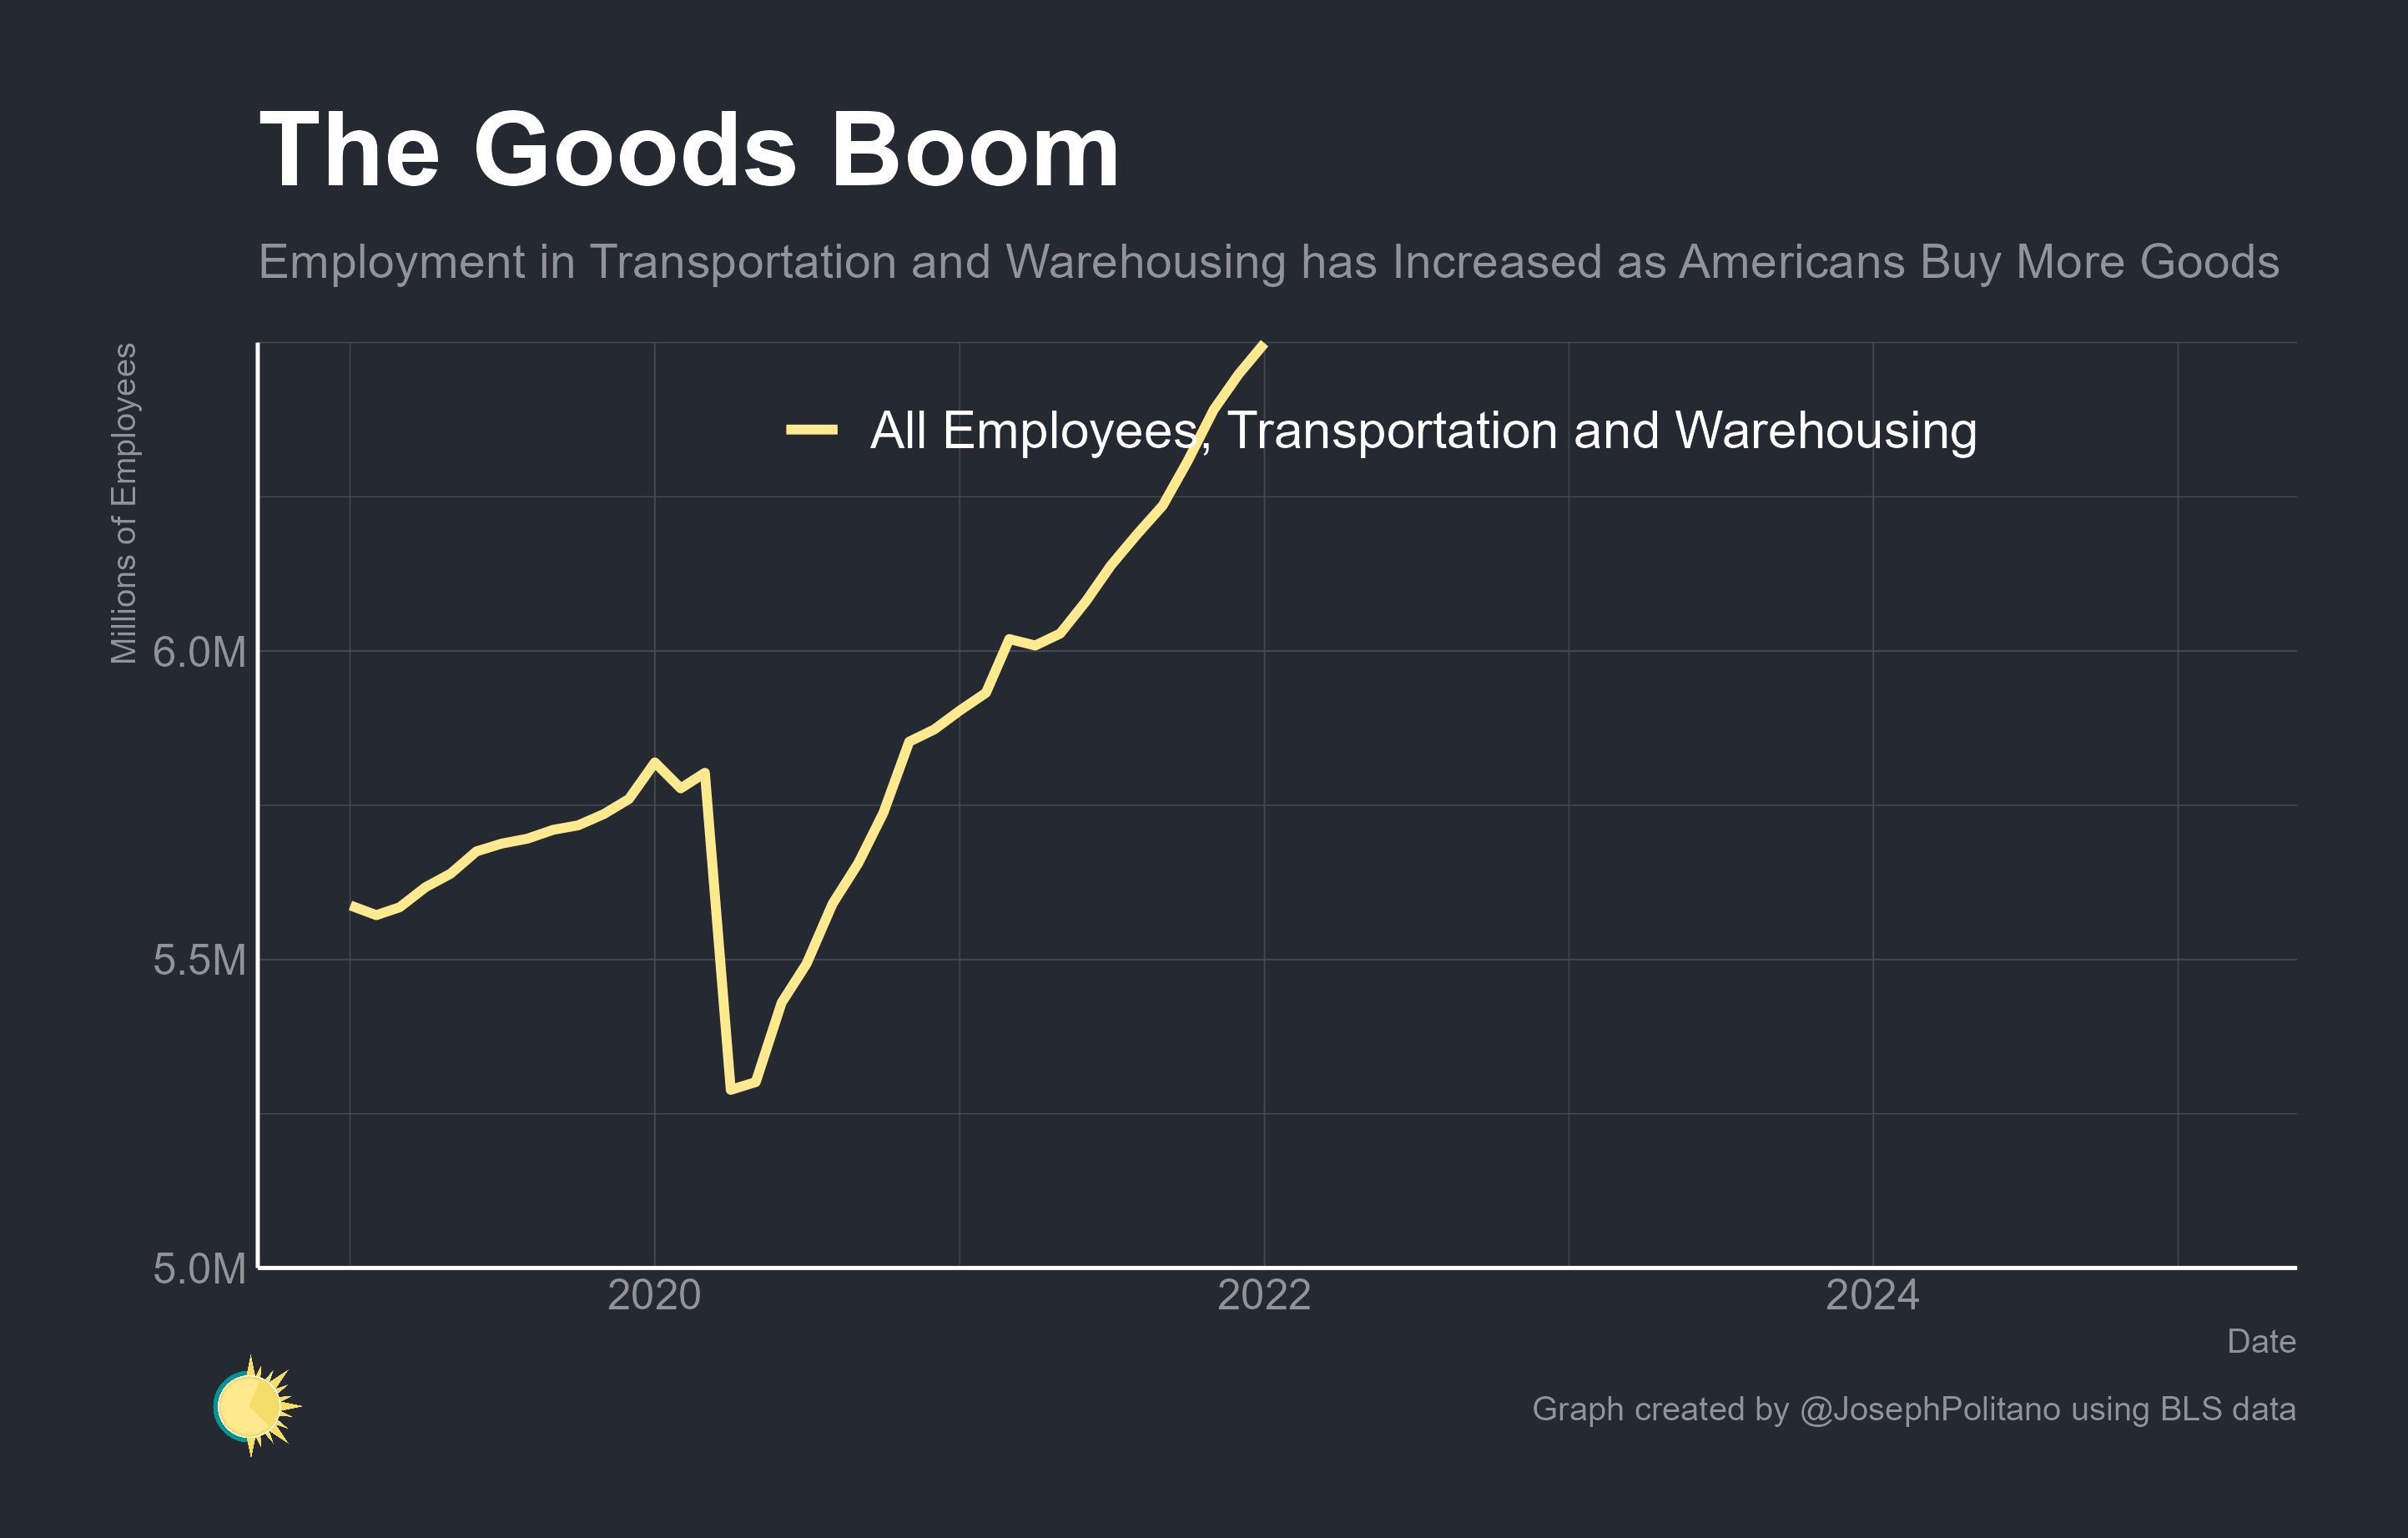 The Goods Boom
Employment in Transportation and Warehousing has Increased as Americans Buy More Goods
Millions of Employees
All Employees, Transportation and Warehousing
6.0M
5.5M
5.0M
2020
2022
2024
Date
Graph created by @JosephPolitano using BLS data